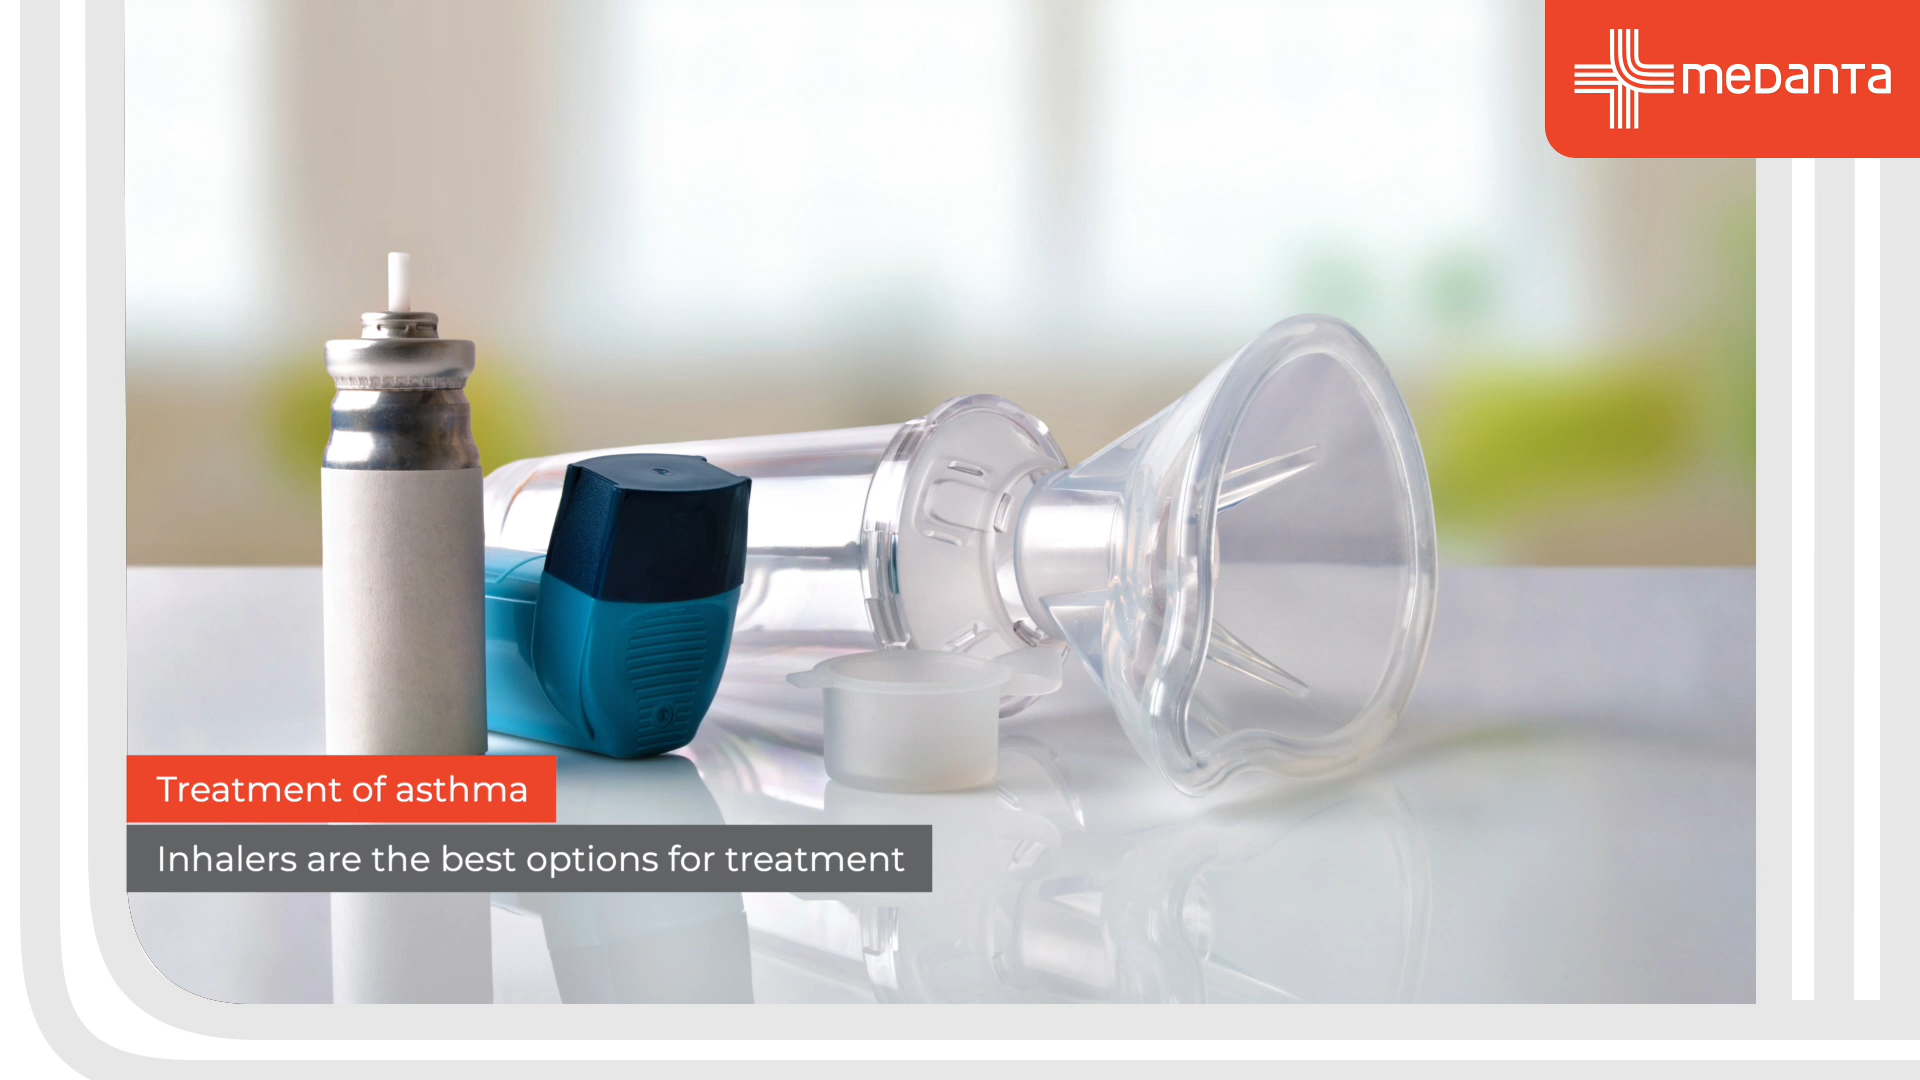 medanta
Treatment of asthma
Inhalers are the best options for treatment